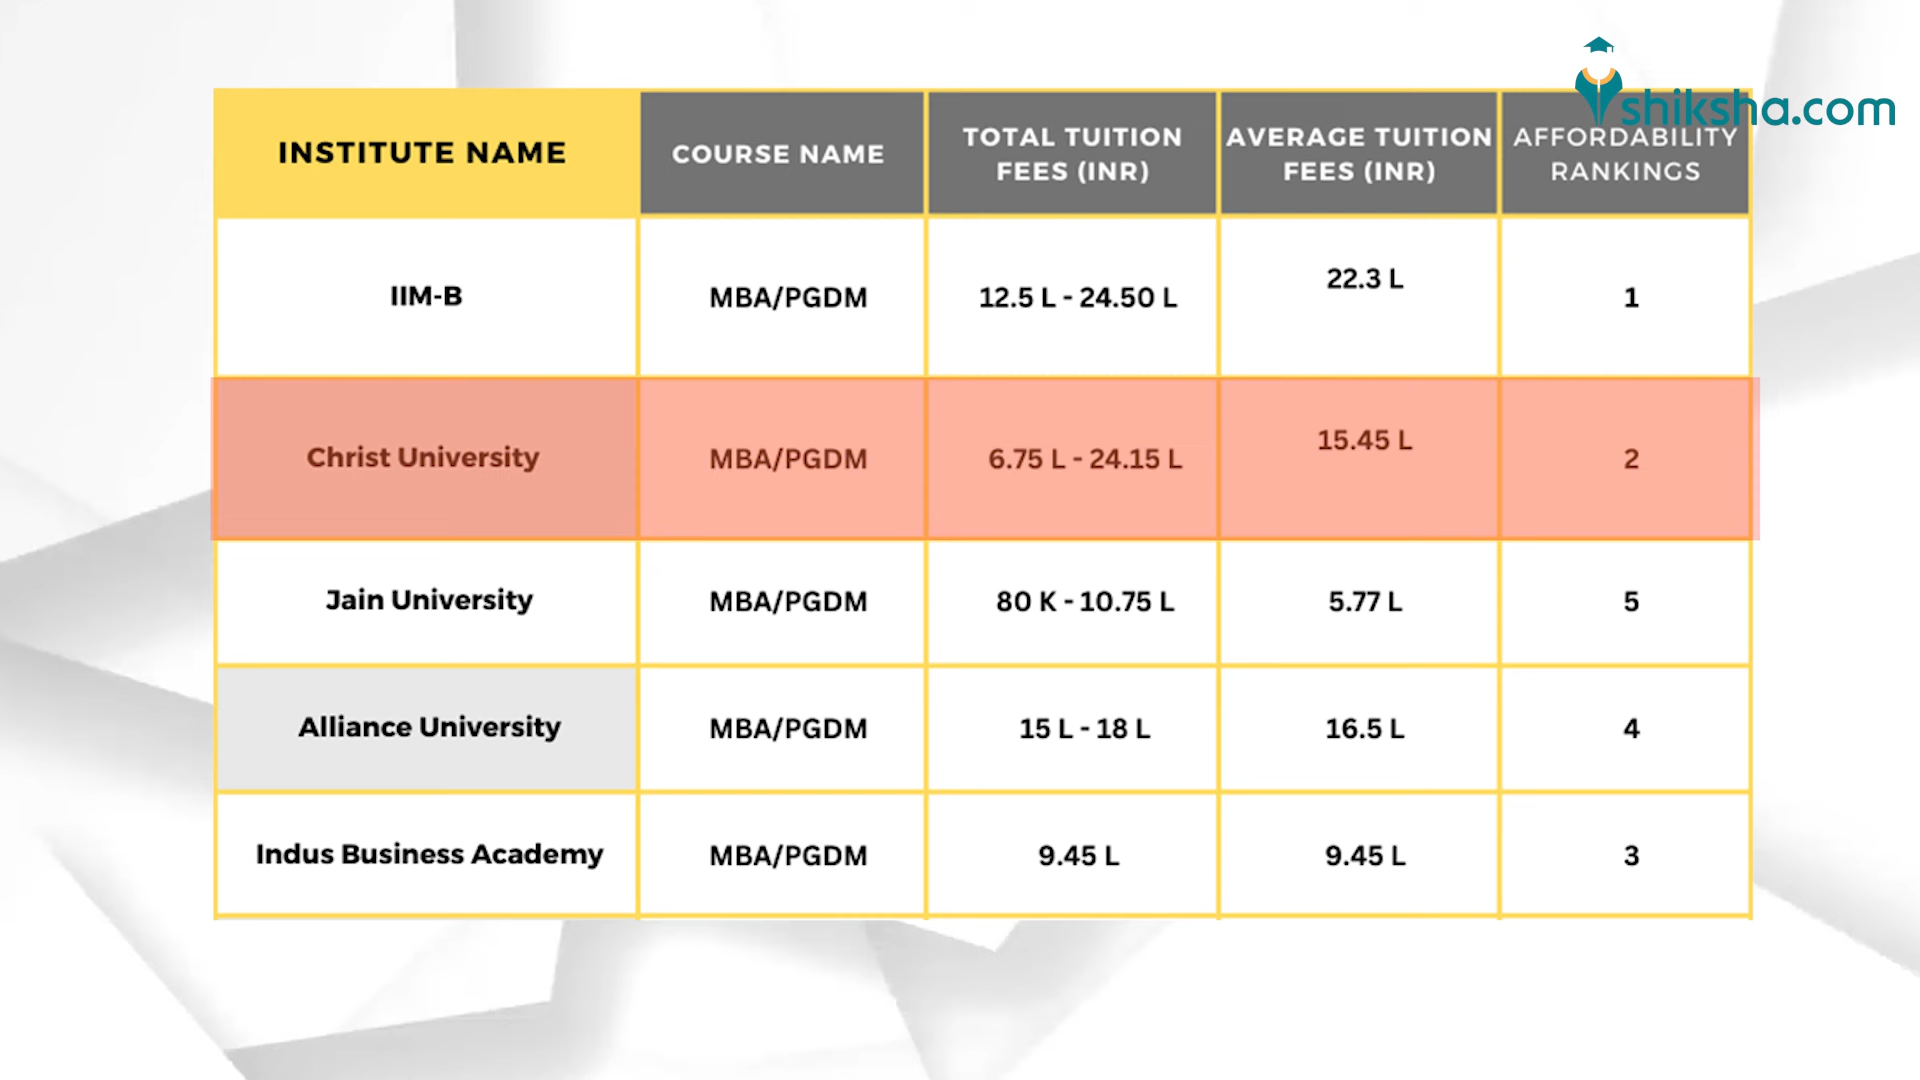 shiksha.com
INSTITUTE NAME
COURSE NAME
TOTAL TUITION
FEES (INR)
AVERAGE TUITION
FEES (INR)
AFFORDABILITY
RANKINGS
IIM-B
MBA/PGDM
12.5 L - 24.50 L
22.3 L
1
Christ University
MBA/PGDM
6.75 L - 24.15 L
15.45 L
2
Jain University
MBA/PGDM
80 K - 10.75 L
5.77 L
5
Alliance University
MBA/PGDM
15 L - 18 L
16.5 L
4
Indus Business Academy
MBA/PGDM
9.45 L
9.45 L
3